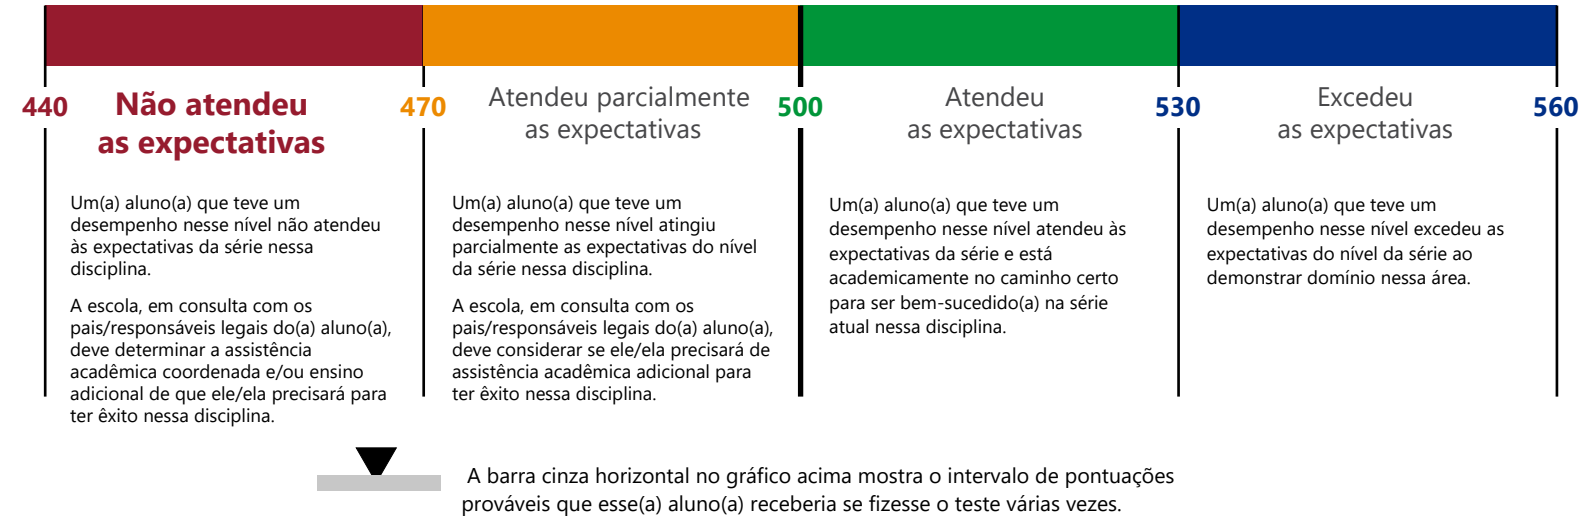 440
Não atendeu
as expectativas
470
Atendeu parcialmente
as expectativas
500
Atendeu
as expectativas
530
Excedeu
as expectativas
560
Um(a) aluno(a) que teve um
desempenho nesse nível não atendeu
às expectativas da série nessa
disciplina.
A escola, em consulta com os
pais/responsáveis legais do(a) aluno(a),
deve determinar a assistência
acadêmica coordenada e/ou ensino
adicional de que ele/ela precisará para
ter êxito nessa disciplina.
Um(a) aluno(a) que teve um
desempenho nesse nível atingiu
parcialmente as expectativas do nível
da série nessa disciplina.
A escola, em consulta com os
pais/responsáveis legais do(a) aluno(a),
deve considerar se ele/ela precisará de
assistência acadêmica adicional para
ter êxito nessa disciplina.
Um(a) aluno(a) que teve um
desempenho nesse nível atendeu às
expectativas da série e está
academicamente no caminho certo
para ser bem-sucedido(a) na série
atual nessa disciplina.
Um(a) aluno(a) que teve um
desempenho nesse nível excedeu as
expectativas do nível da série ao
demonstrar domínio nessa área.
A barra cinza horizontal no gráfico acima mostra o intervalo de pontuações
prováveis que esse(a) aluno(a) receberia se fizesse o teste várias vezes.